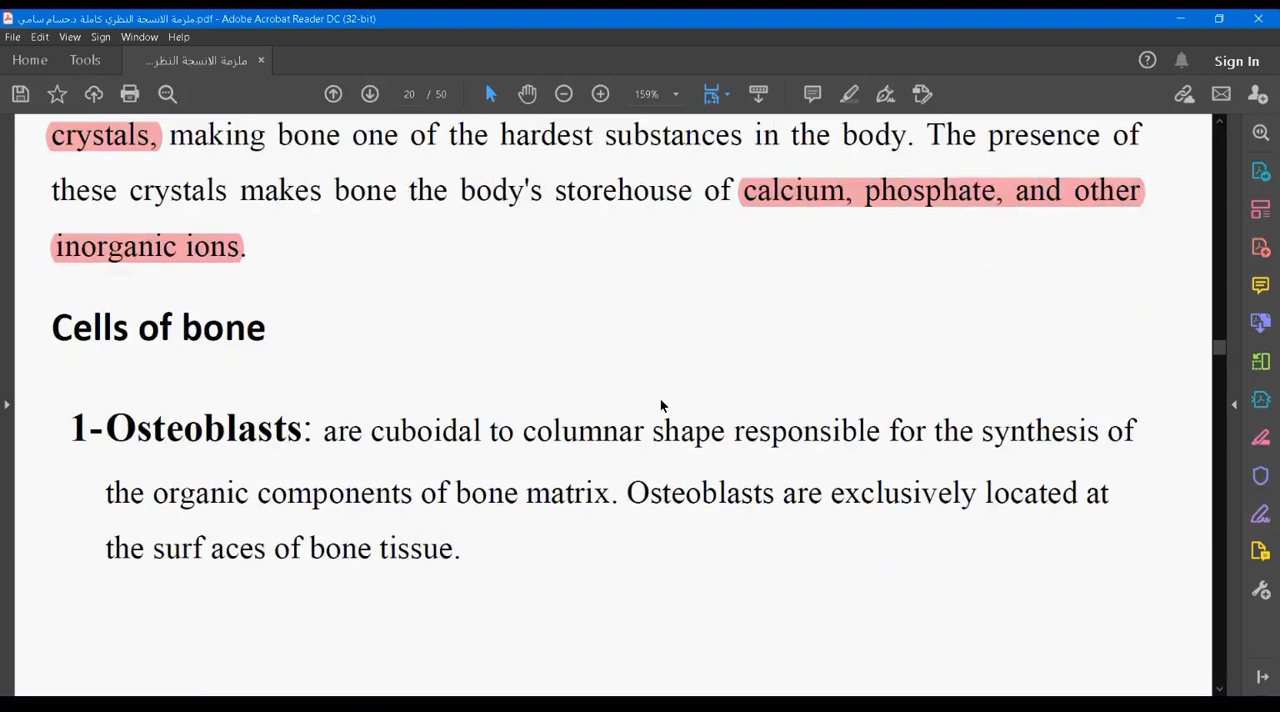 ملزمة الانسجة النظري كاملة د.حسام سامي.pdf - Adobe Acrobat Reader DC (32-bit)
File Edit View Sign Window Help
Home Tools ملزمة الانسجة النظر... × Sign In
20 / 50 159%
crystals, making bone one of the hardest substances in the body. The presence of
these crystals makes bone the body's storehouse of calcium, phosphate, and other
inorganic ions.
Cells of bone
1-Osteoblasts: are cuboidal to columnar shape responsible for the synthesis of
the organic components of bone matrix. Osteoblasts are exclusively located at
the surf aces of bone tissue.